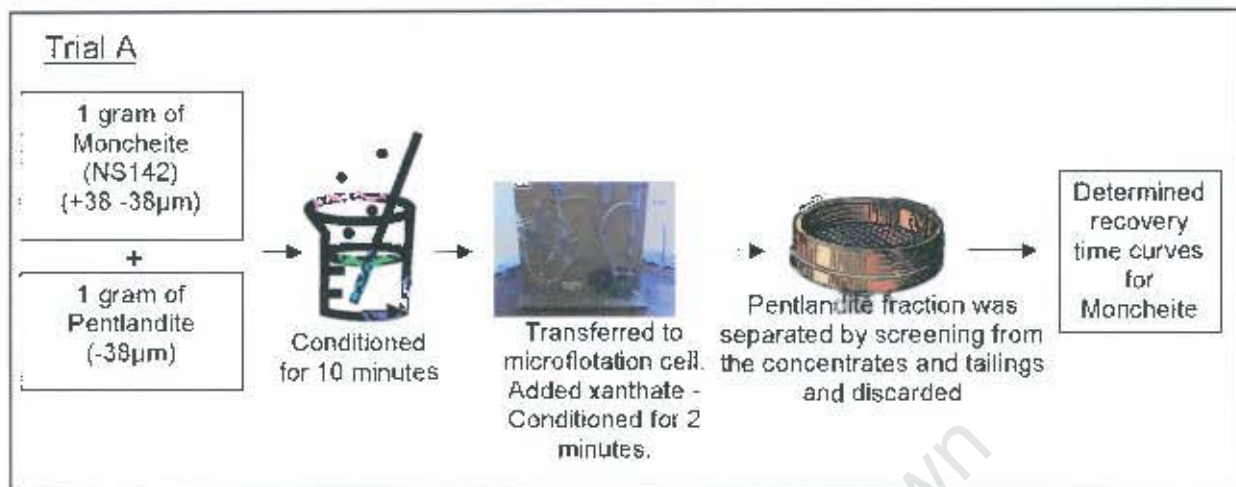 Trial A
1 gram of
Moncheite
(NS142)
(+38 -38µm)
+
1 gram of
Pentlandite
(-38µm)
Conditioned
for 10 minutes
Transferred to
microflotation cell.
Added xanthate -
Conditioned for 2
minutes.
Pentlandite fraction was
separated by screening from
the concentrates and tailings
and discarded
Determined
recovery
time curves
for
Moncheite